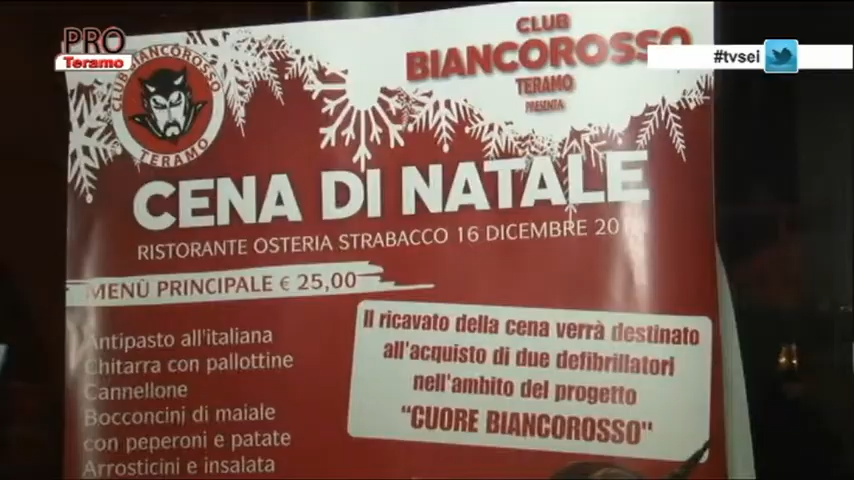 PRO
Teramo
#tvsei
CLUB BIANCOROSSO
TERAMO
CLUB
BIANCOROSSO
TERAMO
PRESENTA
CENA DI NATALE
RISTORANTE OSTERIA STRABACCO 16 DICEMBRE
MENÙ PRINCIPALE € 25,00
Antipasto all'italiana
Chitarra con pallottine
Cannellone
Bocconcini di maiale
con peperoni e patate
Arrosticini e insalata
Il ricavato della cena verrà destinato
all'acquisto di due defibrillatori
nell'ambito del progetto
"CUORE BIANCOROSSO"